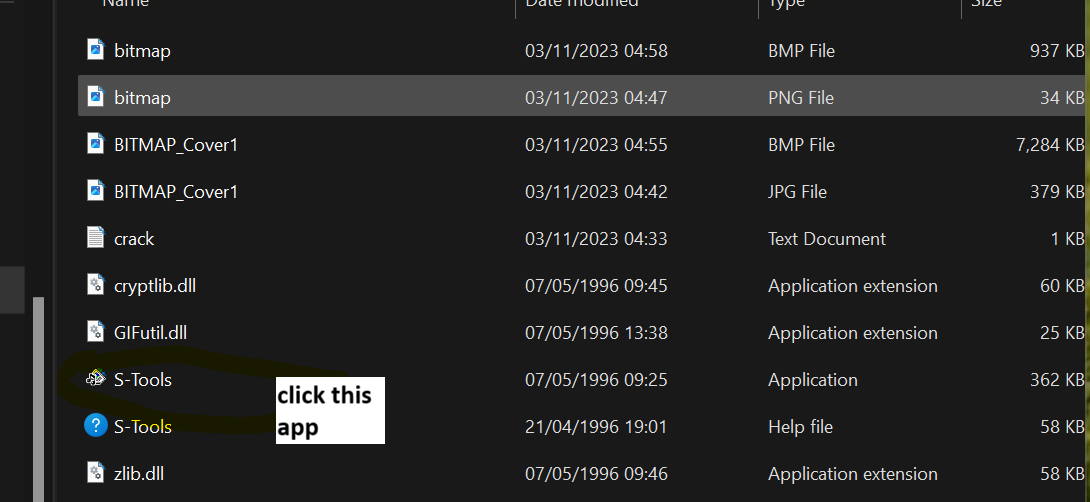 Name Date modified Type Size
bitmap 03/11/2023 04:58 BMP File 937 KB
bitmap 03/11/2023 04:47 PNG File 34 KB
BITMAP_Cover1 03/11/2023 04:55 BMP File 7,284 KB
BITMAP_Cover1 03/11/2023 04:42 JPG File 379 KB
crack 03/11/2023 04:33 Text Document 1 KB
cryptlib.dll 07/05/1996 09:45 Application extension 60 KB
GIFutil.dll 07/05/1996 13:38 Application extension 25 KB
S-Tools 07/05/1996 09:25 Application 362 KB
click this
app
S-Tools 21/04/1996 19:01 Help file 58 KB
zlib.dll 07/05/1996 09:46 Application extension 58 KB